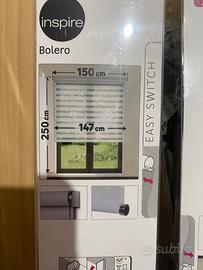 inspire
Bolero
150 cm
250 cm
147 cm
EASY SWITCH
subito